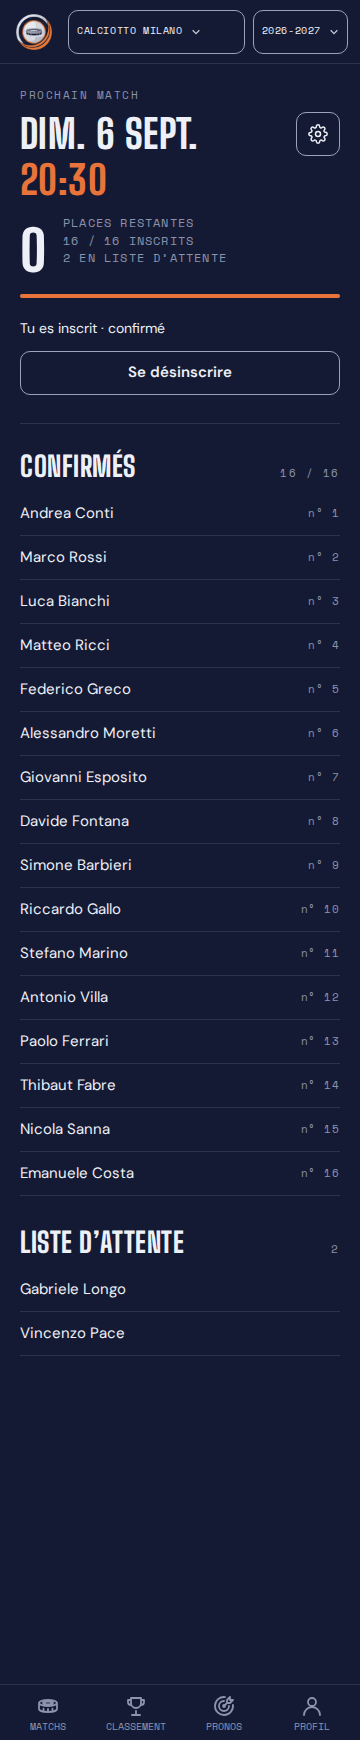 CALCIOTTO MILANO
2026-2027
PROCHAIN MATCH
DIM. 6 SEPT.
20:30
0
PLACES RESTANTES
16 / 16 INSCRITS
2 EN LISTE D'ATTENTE
Tu es inscrit · confirmé
Se désinscrire
CONFIRMÉS 16 / 16
Andrea Conti n° 1
Marco Rossi n° 2
Luca Bianchi n° 3
Matteo Ricci n° 4
Federico Greco n° 5
Alessandro Moretti n° 6
Giovanni Esposito n° 7
Davide Fontana n° 8
Simone Barbieri n° 9
Riccardo Gallo n° 10
Stefano Marino n° 11
Antonio Villa n° 12
Paolo Ferrari n° 13
Thibaut Fabre n° 14
Nicola Sanna n° 15
Emanuele Costa n° 16
LISTE D'ATTENTE 2
Gabriele Longo
Vincenzo Pace
MATCHS
CLASSEMENT
PRONOS
PROFIL